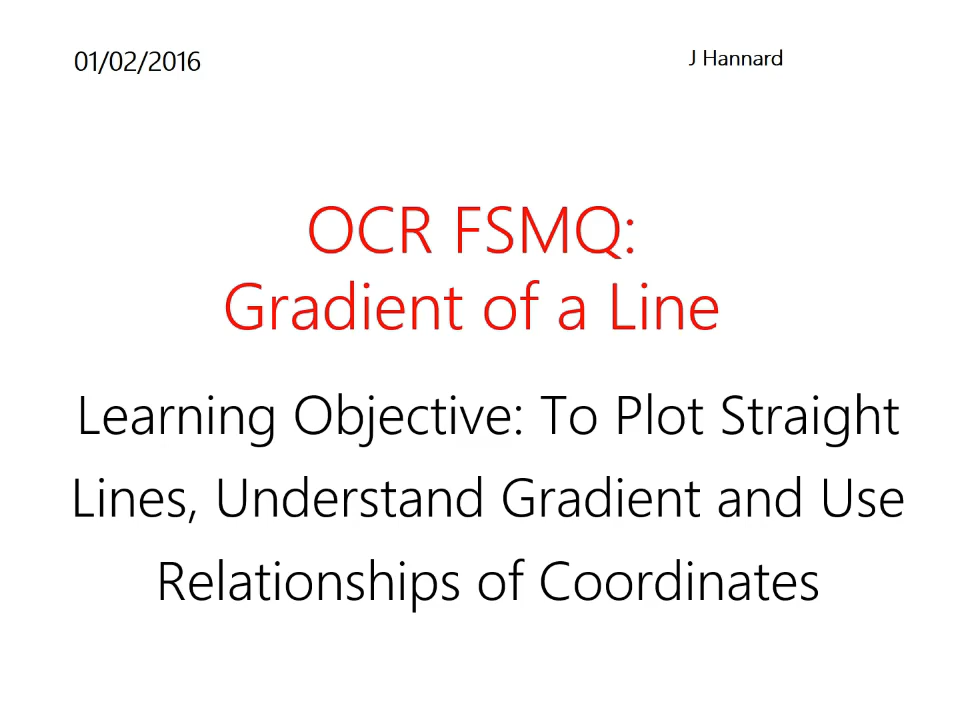 01/02/2016
J Hannard
OCR FSMQ:
Gradient of a Line
Learning Objective: To Plot Straight
Lines, Understand Gradient and Use
Relationships of Coordinates